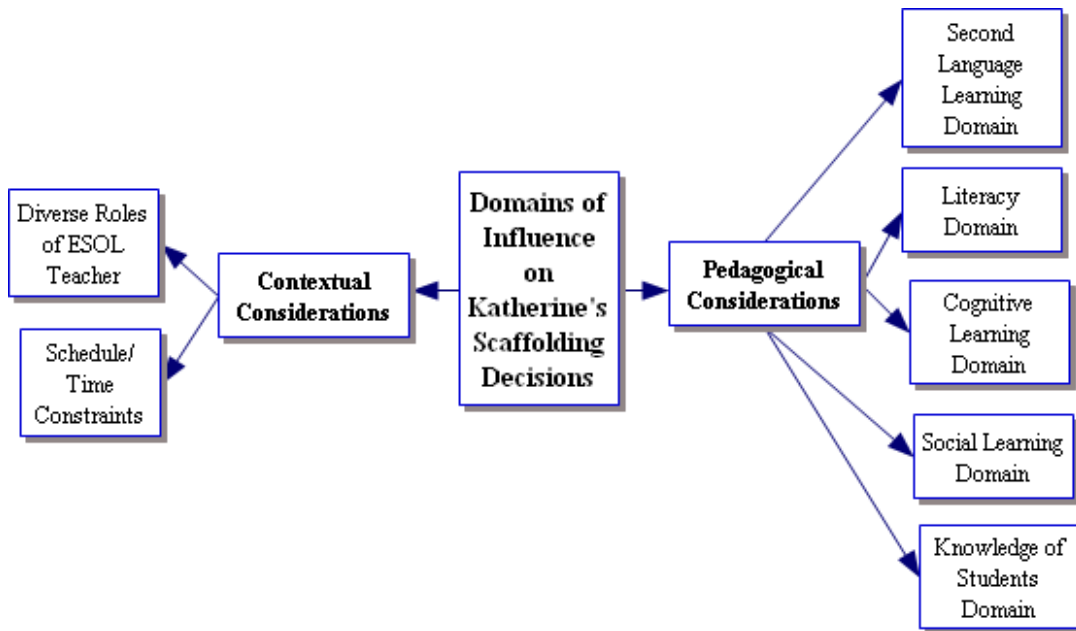 Domains of
Influence
on
Katherine's
Scaffolding
Decisions
Contextual
Considerations
Diverse Roles
of ESOL
Teacher
Schedule/
Time
Constraints
Pedagogical
Considerations
Second
Language
Learning
Domain
Literacy
Domain
Cognitive
Learning
Domain
Social Learning
Domain
Knowledge of
Students
Domain